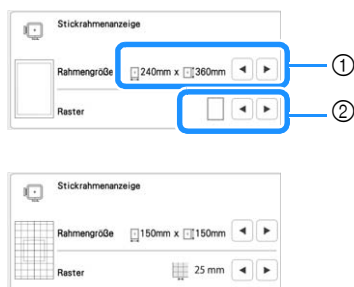 Stickrahmenanzeige
Rahmengröße 240mm x 360mm ①
Raster ②
Stickrahmenanzeige
Rahmengröße 150mm x 150mm
Raster 25 mm